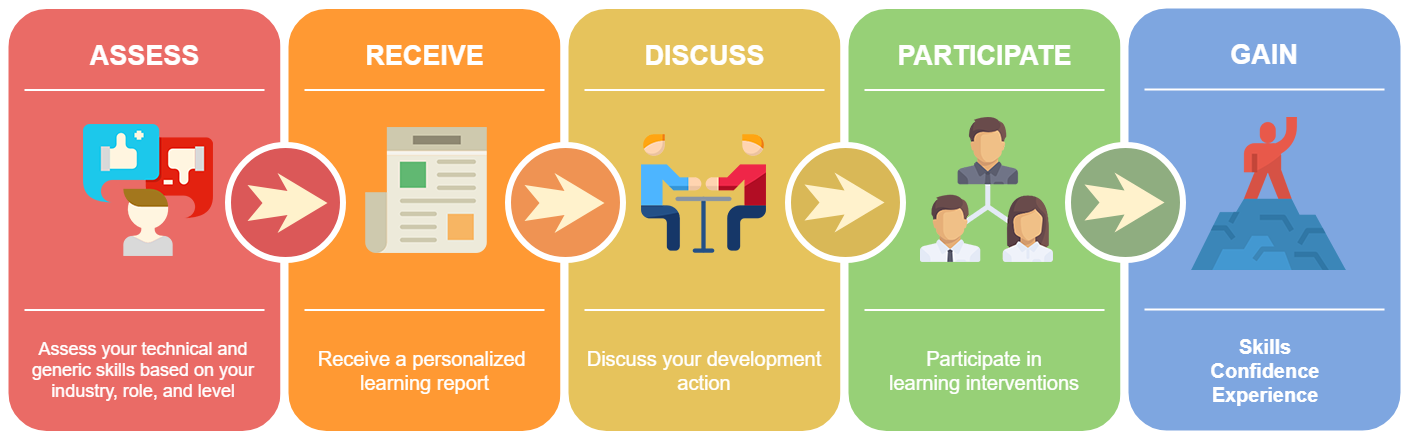 ASSESS
Assess your technical and
generic skills based on your
industry, role, and level
RECEIVE
Receive a personalized
learning report
DISCUSS
Discuss your development
action
PARTICIPATE
Participate in
learning interventions
GAIN
Skills
Confidence
Experience